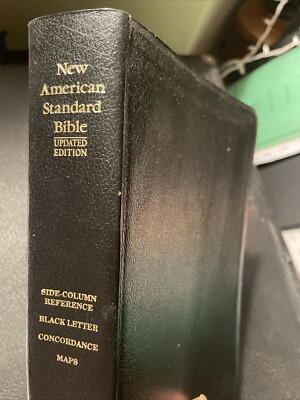 New
American
Standard
Bible
UPDATED
EDITION
SIDE-COLUMN
REFERENCE
BLACK LETTER
CONCORDANCE
MAPS